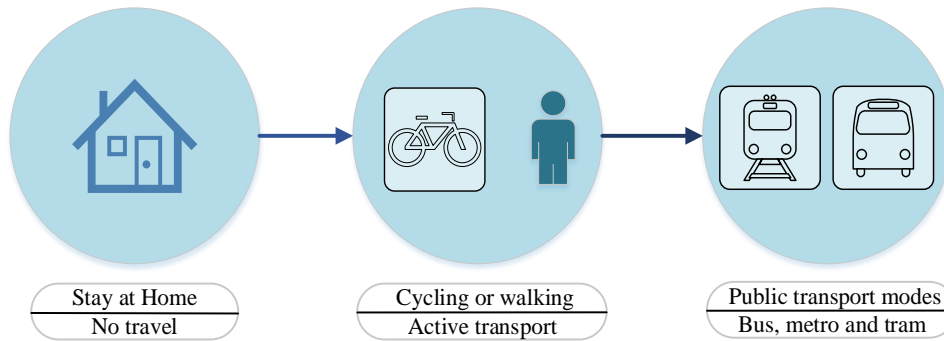 Stay at Home
No travel
Cycling or walking
Active transport
Public transport modes
Bus, metro and tram